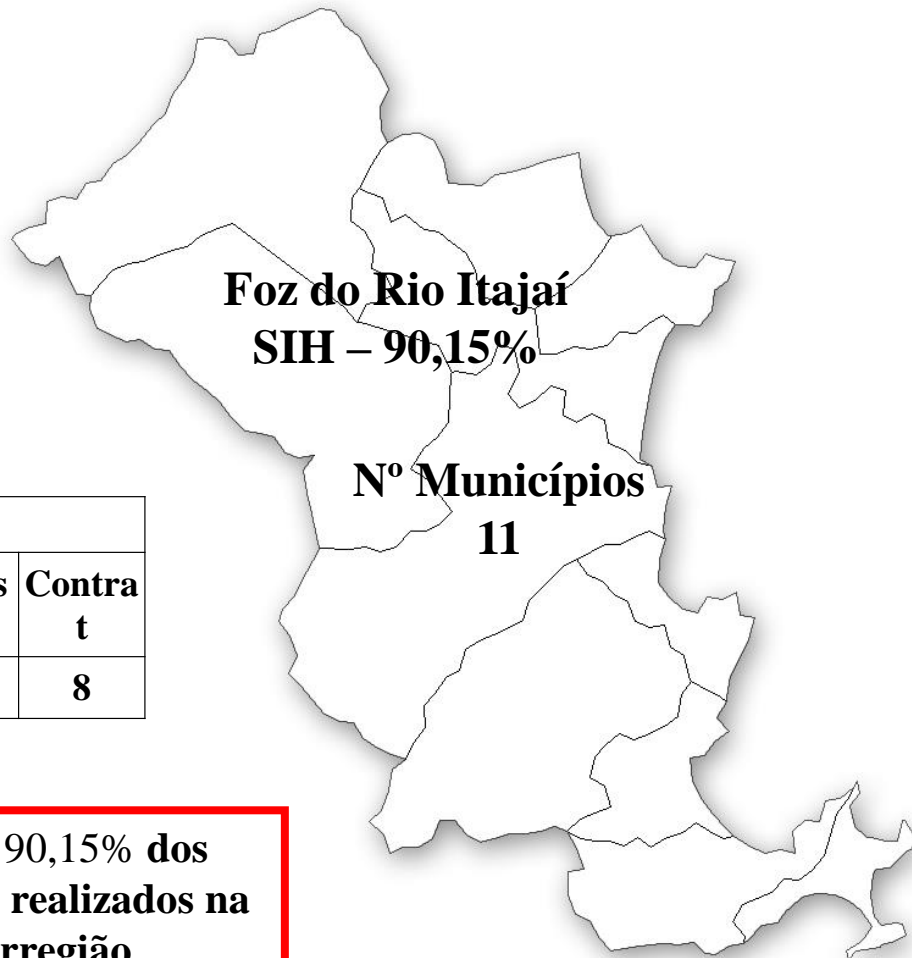 Foz do Rio Itajaí
SIH – 90,15%
Nº Municípios
11
s Contra
t
8
90,15% dos
realizados na
rregião